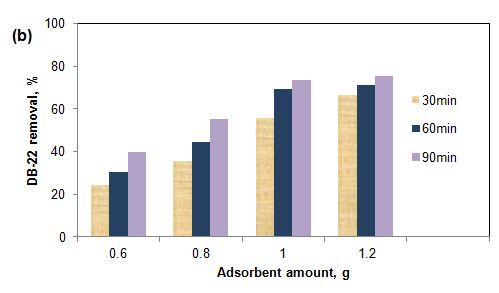 (b)
DB-22 removal, %
100
80
60
40
20
0
0.6 0.8 1 1.2
Adsorbent amount, g
30min
60min
90min